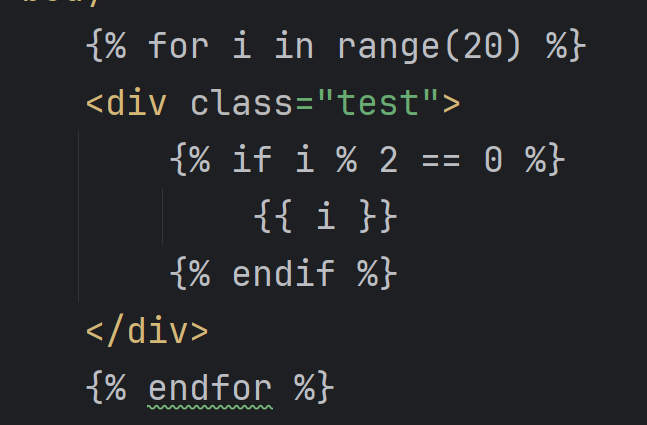 {% for i in range(20) %}
<div class="test">
{% if i % 2 == 0 %}
{{ i }}
{% endif %}
</div>
{% endfor %}